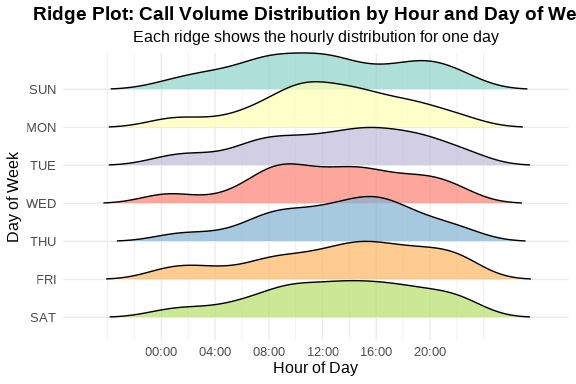 Ridge Plot: Call Volume Distribution by Hour and Day of We
Each ridge shows the hourly distribution for one day
SUN
MON
TUE
WED
THU
FRI
SAT
Day of Week
00:00 04:00 08:00 12:00 16:00 20:00
Hour of Day